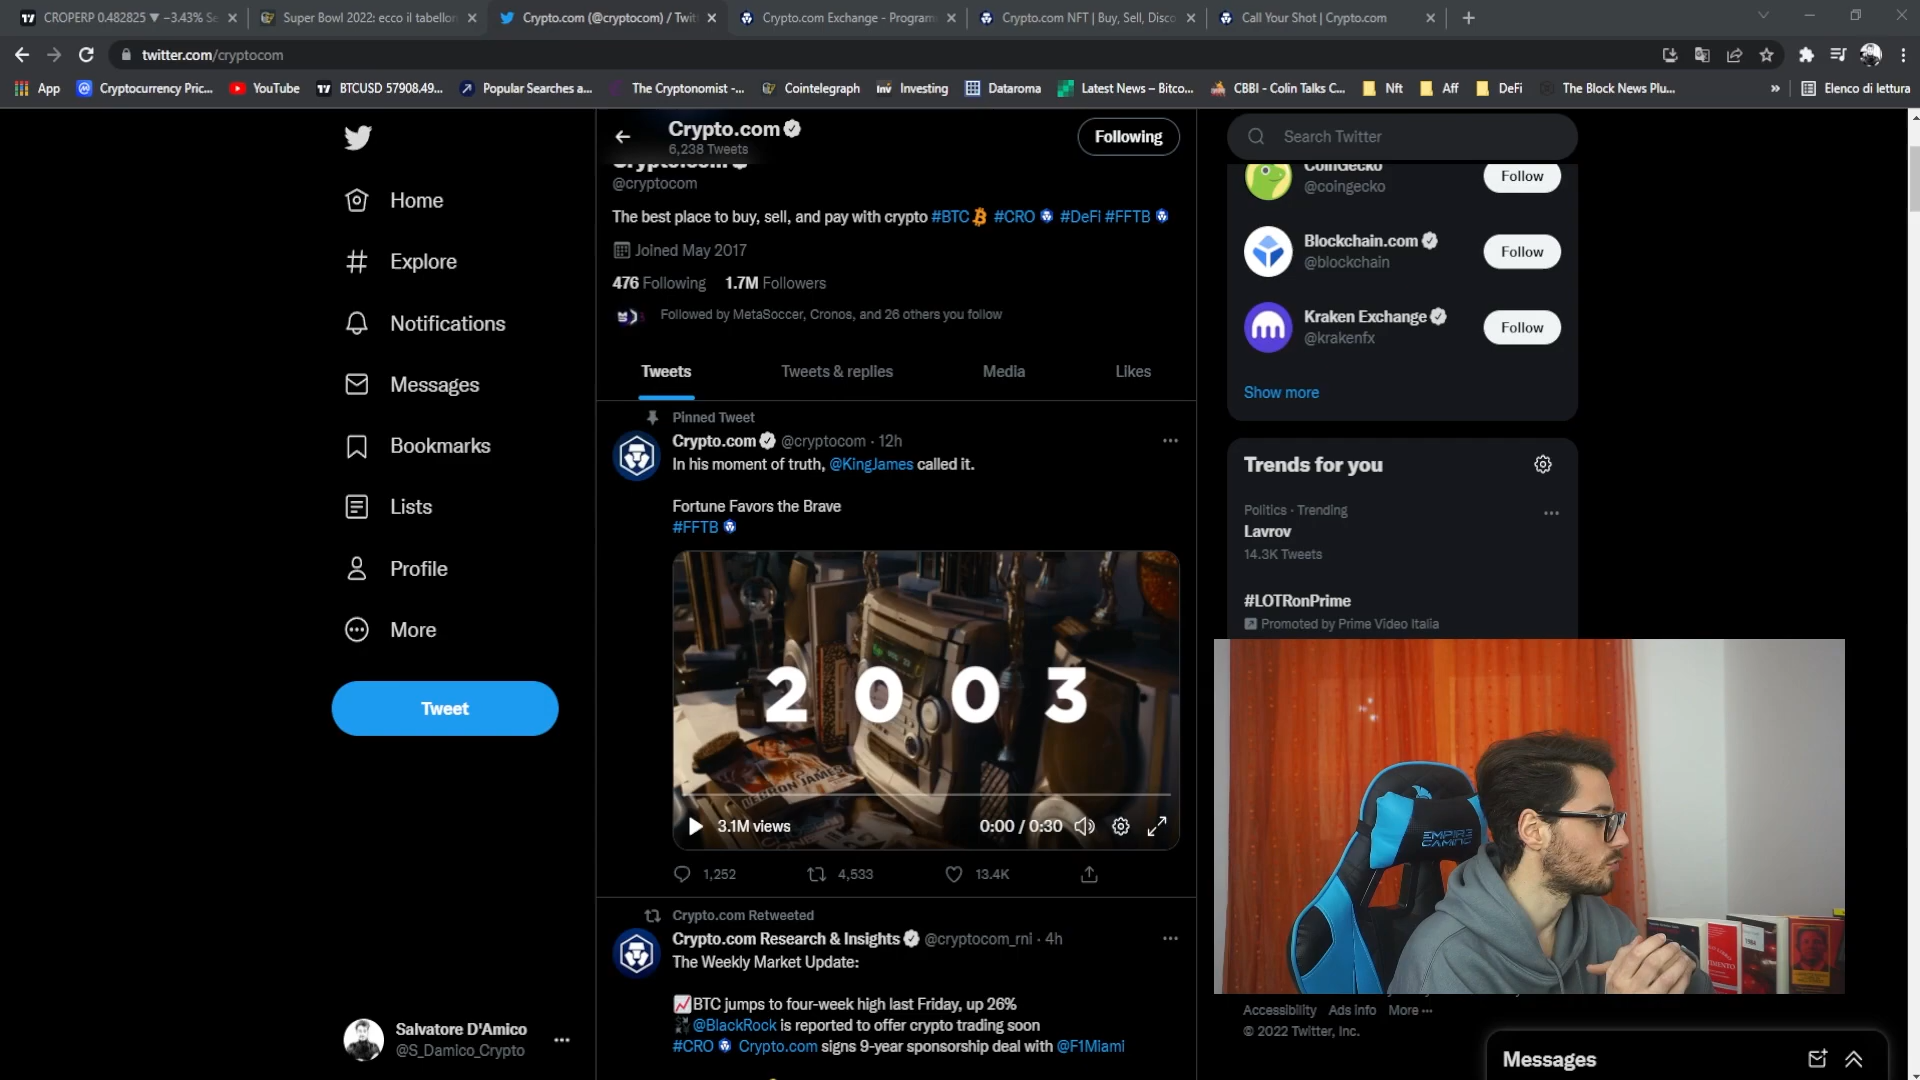 CROPERP 0.482825 ▼ −3.43% Se
Super Bowl 2022: ecco il tabellon
Crypto.com (@cryptocom) / Twit
Crypto.com Exchange - Program
Crypto.com NFT | Buy, Sell, Disco
Call Your Shot | Crypto.com
twitter.com/cryptocom
App
Cryptocurrency Pric...
YouTube
BTCUSD 57908.49...
Popular Searches a...
The Cryptonomist -...
Cointelegraph
Inv Investing
Dataroma
Latest News – Bitco...
CBBI - Colin Talks C...
Nft
Aff
DeFi
The Block News Plu...
»
Elenco di lettura
Home
Explore
Notifications
Messages
Bookmarks
Lists
Profile
More
Tweet
Salvatore D'Amico
@S_Damico_Crypto
Crypto.com
6,238 Tweets
Following
Crypto.com
@cryptocom
The best place to buy, sell, and pay with crypto #BTC #CRO #DeFi #FFTB
Joined May 2017
476 Following 1.7M Followers
Followed by MetaSoccer, Cronos, and 26 others you follow
Tweets
Tweets & replies
Media
Likes
Pinned Tweet
Crypto.com @cryptocom · 12h
In his moment of truth, @KingJames called it.
Fortune Favors the Brave
#FFTB
2003
LEBRON JAMES
3.1M views
0:00 / 0:30
1,252
4,533
13.4K
Crypto.com Retweeted
Crypto.com Research & Insights @cryptocom_rni · 4h
The Weekly Market Update:
BTC jumps to four-week high last Friday, up 26%
@BlackRock is reported to offer crypto trading soon
#CRO Crypto.com signs 9-year sponsorship deal with @F1Miami
Search Twitter
CoinGecko
@coingecko
Follow
Blockchain.com
@blockchain
Follow
Kraken Exchange
@krakenfx
Follow
Show more
Trends for you
Politics · Trending
Lavrov
14.3K Tweets
#LOTRonPrime
Promoted by Prime Video Italia
EMPIRE
GAMING
1984
Accessibility Ads info More ···
© 2022 Twitter, Inc.
Messages